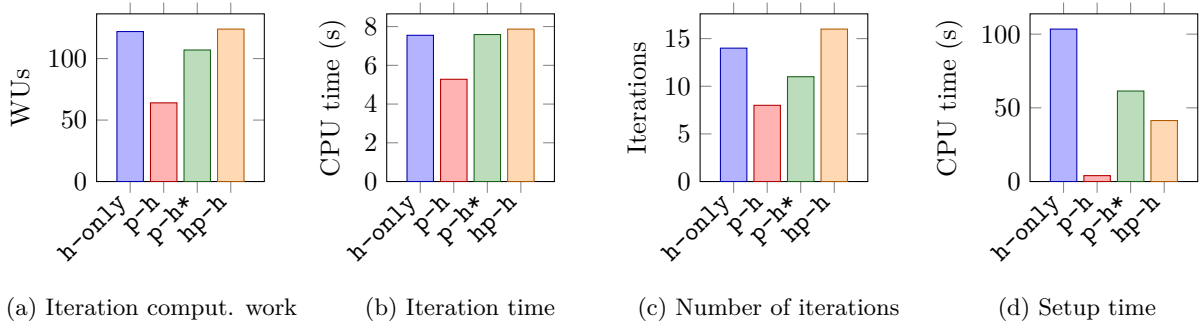 WUs
100
50
0
h-only
p-h
p-h*
hp-h
(a) Iteration comput. work
CPU time (s)
8
6
4
2
0
h-only
p-h
p-h*
hp-h
(b) Iteration time
Iterations
15
10
5
0
h-only
p-h
p-h*
hp-h
(c) Number of iterations
CPU time (s)
100
50
0
h-only
p-h
p-h*
hp-h
(d) Setup time